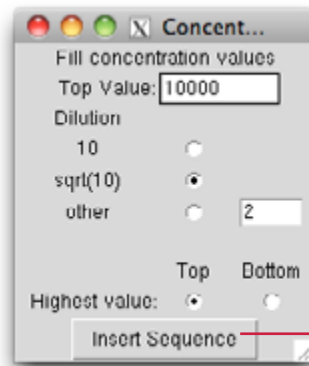 Concent...
Fill concentration values
Top Value: 10000
Dilution
10
sqrt(10)
other 2
Top Bottom
Highest value:
Insert Sequence